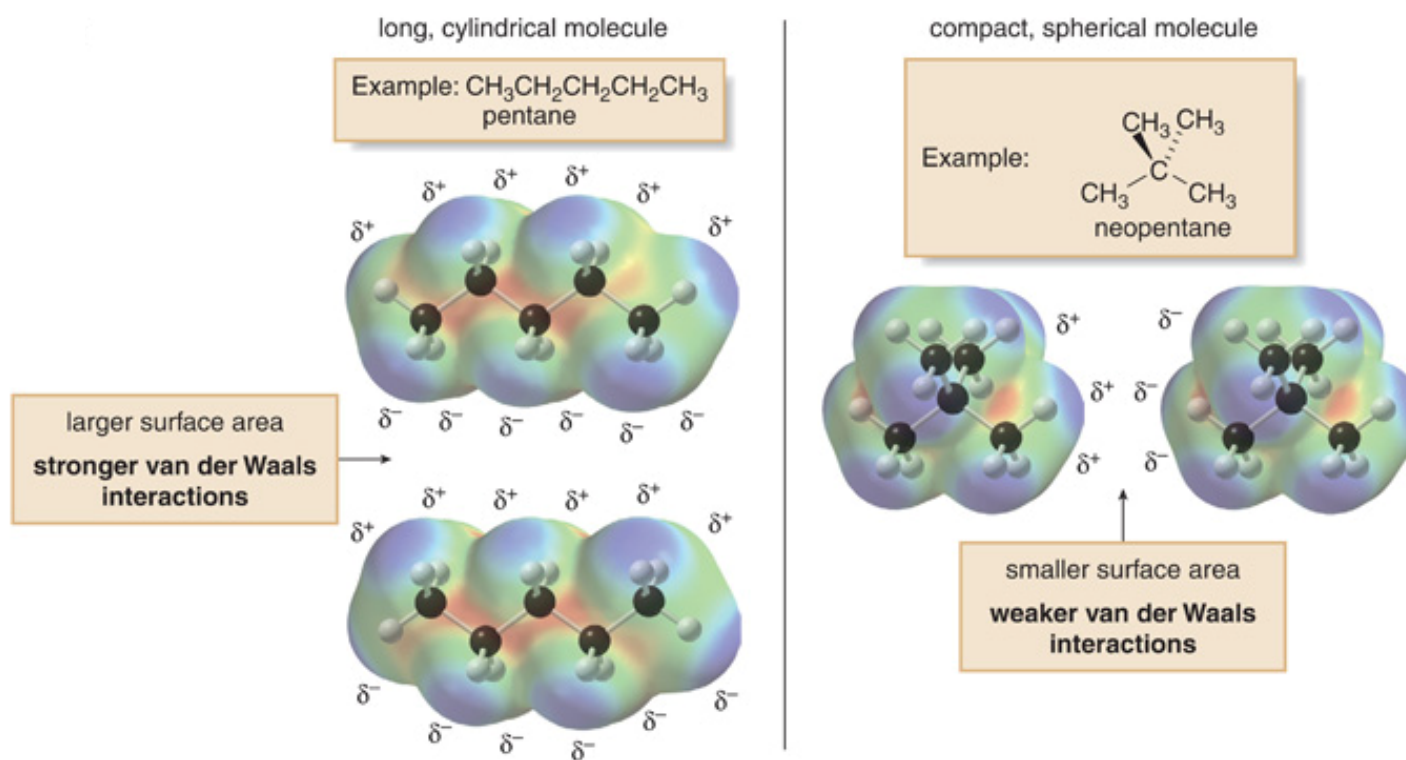 long, cylindrical molecule
Example: CH₃CH₂CH₂CH₂CH₃
pentane
δ⁺ δ⁺ δ⁺ δ⁺ δ⁺
δ⁻ δ⁻ δ⁻ δ⁻ δ⁻ δ⁻
larger surface area
stronger van der Waals
interactions
δ⁺ δ⁺ δ⁺ δ⁺ δ⁺
δ⁻ δ⁻ δ⁻ δ⁻ δ⁻ δ⁻
compact, spherical molecule
CH₃ CH₃
Example:
C
CH₃ CH₃
neopentane
δ⁺ δ⁻
δ⁺ δ⁻
δ⁺ δ⁻
smaller surface area
weaker van der Waals
interactions